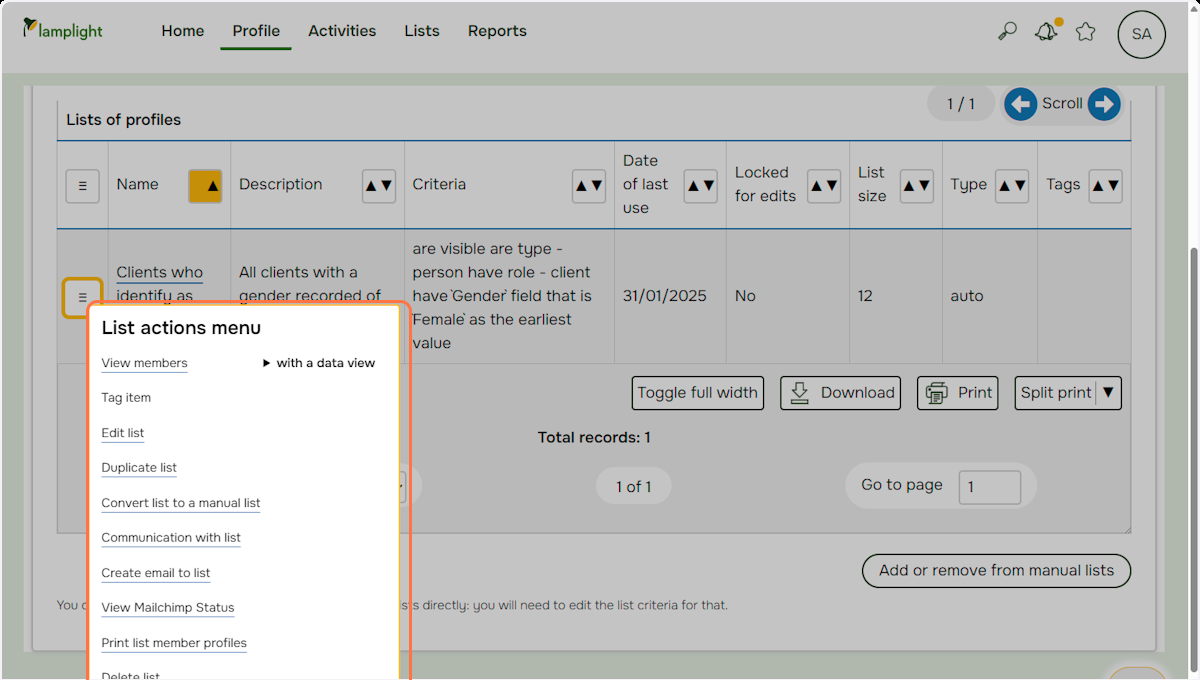 lamplight
Home
Profile
Activities
Lists
Reports
SA
1 / 1
Scroll
Lists of profiles
Name
Description
Criteria
Date
of last
use
Locked
for edits
List
size
Type
Tags
Clients who
identify as
All clients with a
gender recorded of
are visible are type -
person have role - client
have`Gender` field that is
`Female` as the earliest
value
31/01/2025
No
12
auto
List actions menu
View members
with a data view
Tag item
Edit list
Duplicate list
Convert list to a manual list
Communication with list
Create email to list
View Mailchimp Status
Print list member profiles
Delete list
Toggle full width
Download
Print
Split print
Total records: 1
1 of 1
Go to page
1
Add or remove from manual lists
You
directly: you will need to edit the list criteria for that.